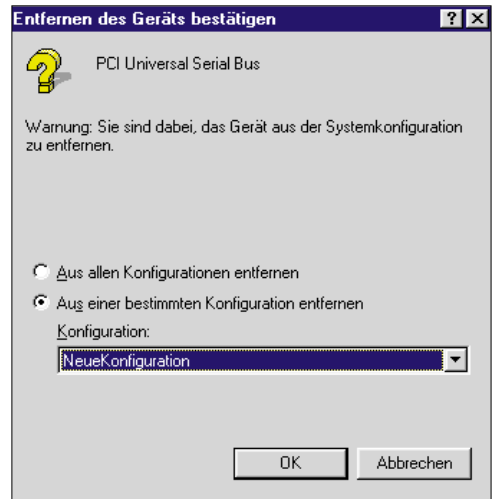 Entfernen des Geräts bestätigen
PCI Universal Serial Bus
Warnung: Sie sind dabei, das Gerät aus der Systemkonfiguration
zu entfernen.
Aus allen Konfigurationen entfernen
Aus einer bestimmten Konfiguration entfernen
Konfiguration:
NeueKonfiguration
OK
Abbrechen